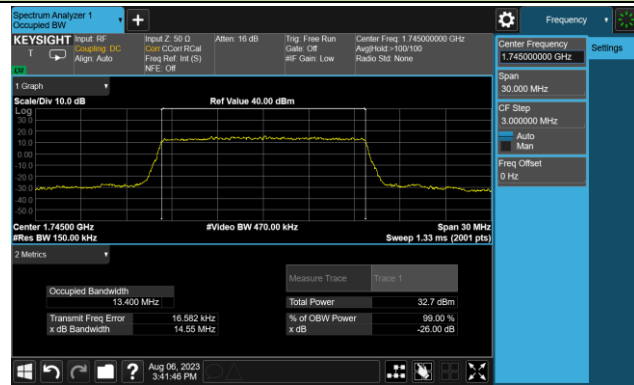 Spectrum Analyzer 1
Occupied BW
Frequency
KEYSIGHT
Input: RF
Coupling: DC
Align: Auto
Input Z: 50 Ω
Corr CCorr RCal
Freq Ref: Int (S)
NFE: Off
Atten: 16 dB
Trig: Free Run
Gate: Off
#IF Gain: Low
Center Freq: 1.745000000 GHz
Avg|Hold:>100/100
Radio Std: None
Center Frequency
1.745000000 GHz
Settings
Span
30.000 MHz
CF Step
3.000000 MHz
Auto
Man
Freq Offset
0 Hz
1 Graph
Scale/Div 10.0 dB
Ref Value 40.00 dBm
Log
30.0
20.0
10.0
0.00
-10.0
-20.0
-30.0
-40.0
-50.0
Center 1.74500 GHz
#Video BW 470.00 kHz
Span 30 MHz
#Res BW 150.00 kHz
Sweep 1.33 ms (2001 pts)
2 Metrics
Measure Trace
Trace 1
Occupied Bandwidth
13.400 MHz
Total Power
32.7 dBm
Transmit Freq Error
16.582 kHz
% of OBW Power
99.00 %
x dB Bandwidth
14.55 MHz
x dB
-26.00 dB
Aug 06, 2023
3:41:46 PM